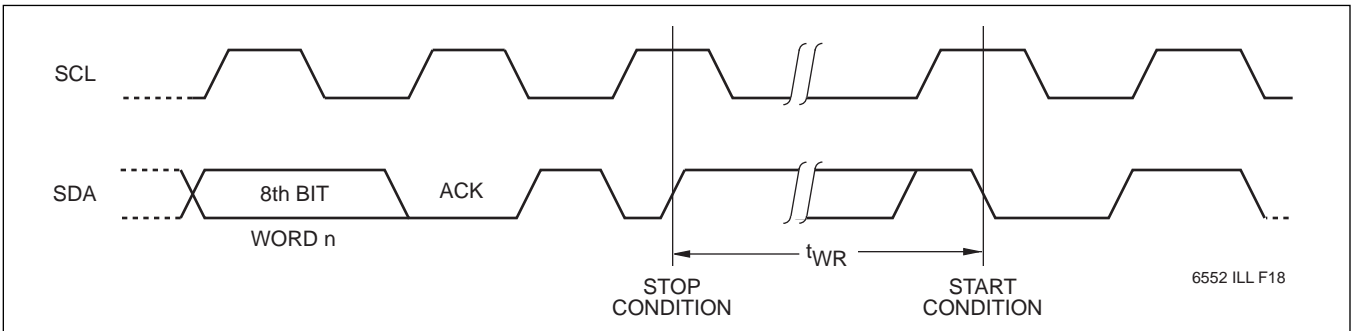 SCL
SDA
8th BIT
ACK
WORD n
tWR
STOP
CONDITION
START
CONDITION
6552 ILL F18